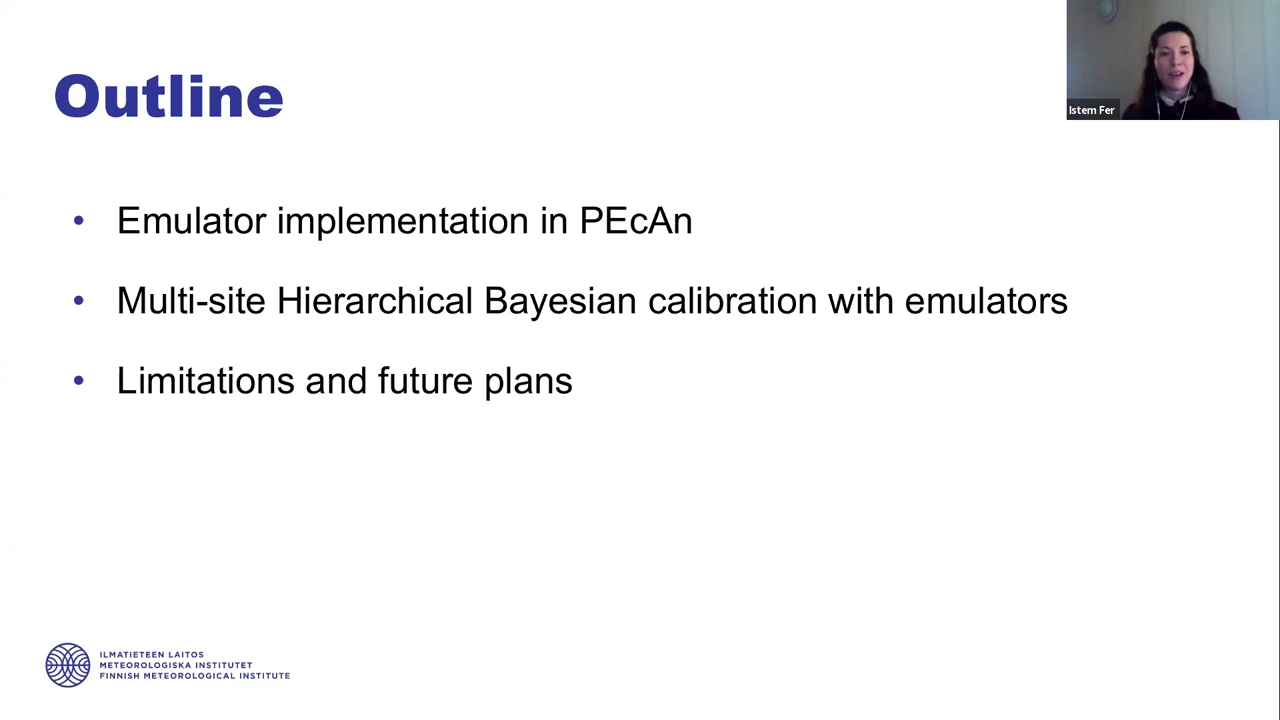 Outline
Istem Fer
• Emulator implementation in PEcAn
• Multi-site Hierarchical Bayesian calibration with emulators
• Limitations and future plans
ILMATIETEEN LAITOS
METEOROLOGISKA INSTITUTET
FINNISH METEOROLOGICAL INSTITUTE